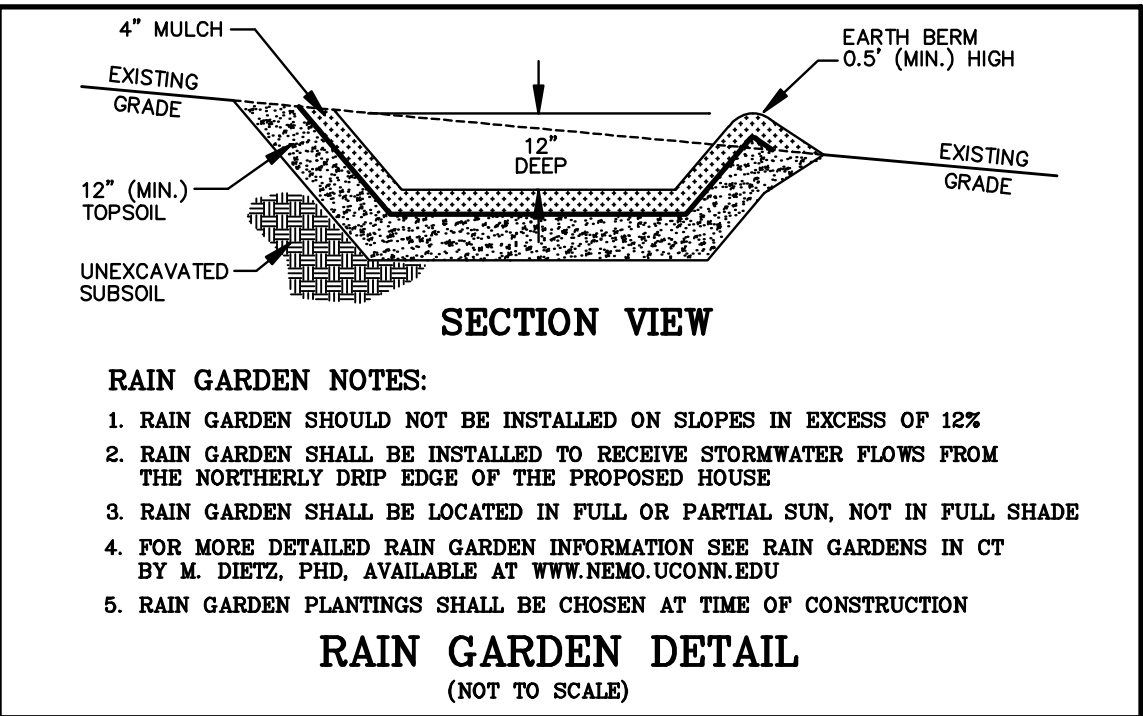 4" MULCH
EARTH BERM
0.5' (MIN.) HIGH
EXISTING
GRADE
12"
DEEP
EXISTING
GRADE
12" (MIN.)
TOPSOIL
UNEXCAVATED
SUBSOIL
SECTION VIEW
RAIN GARDEN NOTES:
1. RAIN GARDEN SHOULD NOT BE INSTALLED ON SLOPES IN EXCESS OF 12%
2. RAIN GARDEN SHALL BE INSTALLED TO RECEIVE STORMWATER FLOWS FROM
THE NORTHERLY DRIP EDGE OF THE PROPOSED HOUSE
3. RAIN GARDEN SHALL BE LOCATED IN FULL OR PARTIAL SUN, NOT IN FULL SHADE
4. FOR MORE DETAILED RAIN GARDEN INFORMATION SEE RAIN GARDENS IN CT
BY M. DIETZ, PHD, AVAILABLE AT WWW.NEMO.UCONN.EDU
5. RAIN GARDEN PLANTINGS SHALL BE CHOSEN AT TIME OF CONSTRUCTION
RAIN GARDEN DETAIL
(NOT TO SCALE)